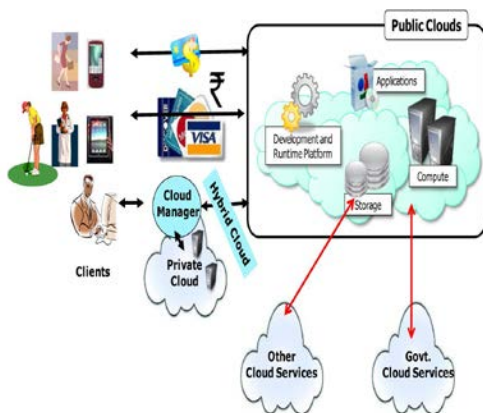 Public Clouds
Applications
Development and
Runtime Platform
Compute
Storage
₹
VISA
Hybrid Cloud
Cloud
Manager
Private
Cloud
Clients
Other
Cloud Services
Govt.
Cloud Services